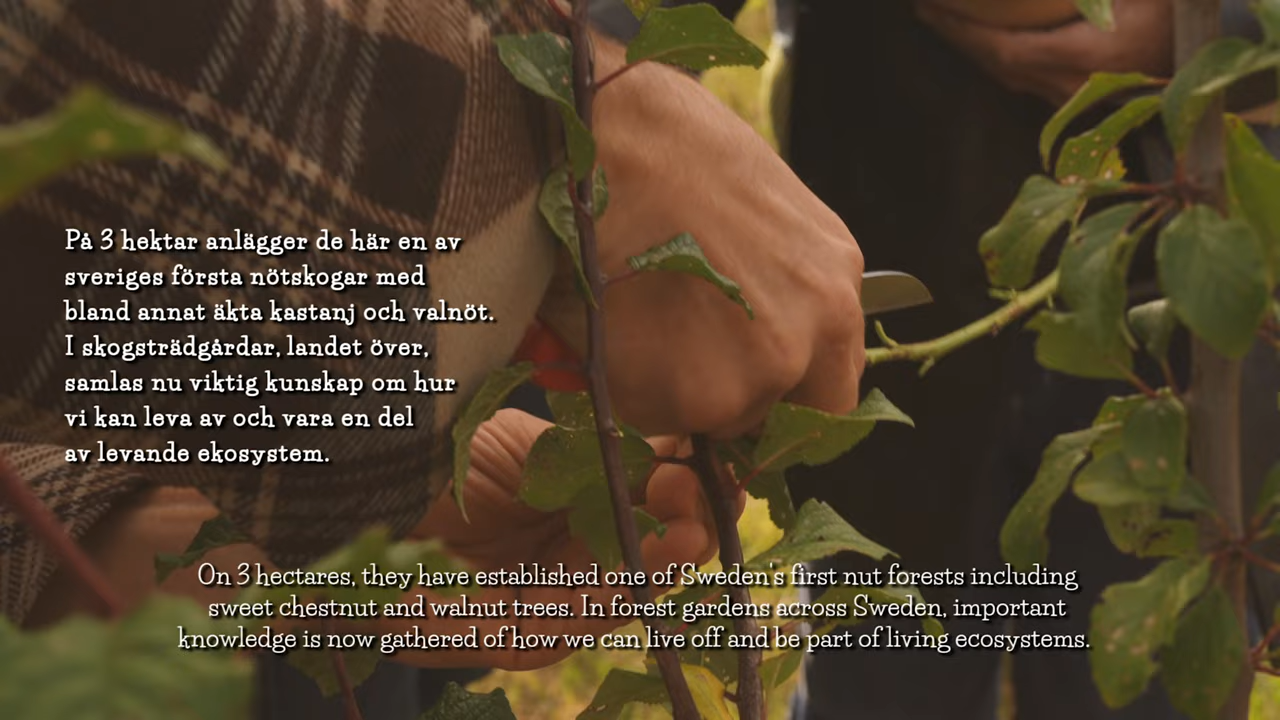 På 3 hektar anlägger de här en av
sveriges första nötskogar med
bland annat äkta kastanj och valnöt.
I skogsträdgårdar, landet över,
samlas nu viktig kunskap om hur
vi kan leva av och vara en del
av levande ekosystem.
On 3 hectares, they have established one of Sweden's first nut forests including
sweet chestnut and walnut trees. In forest gardens across Sweden, important
knowledge is now gathered of how we can live off and be part of living ecosystems.